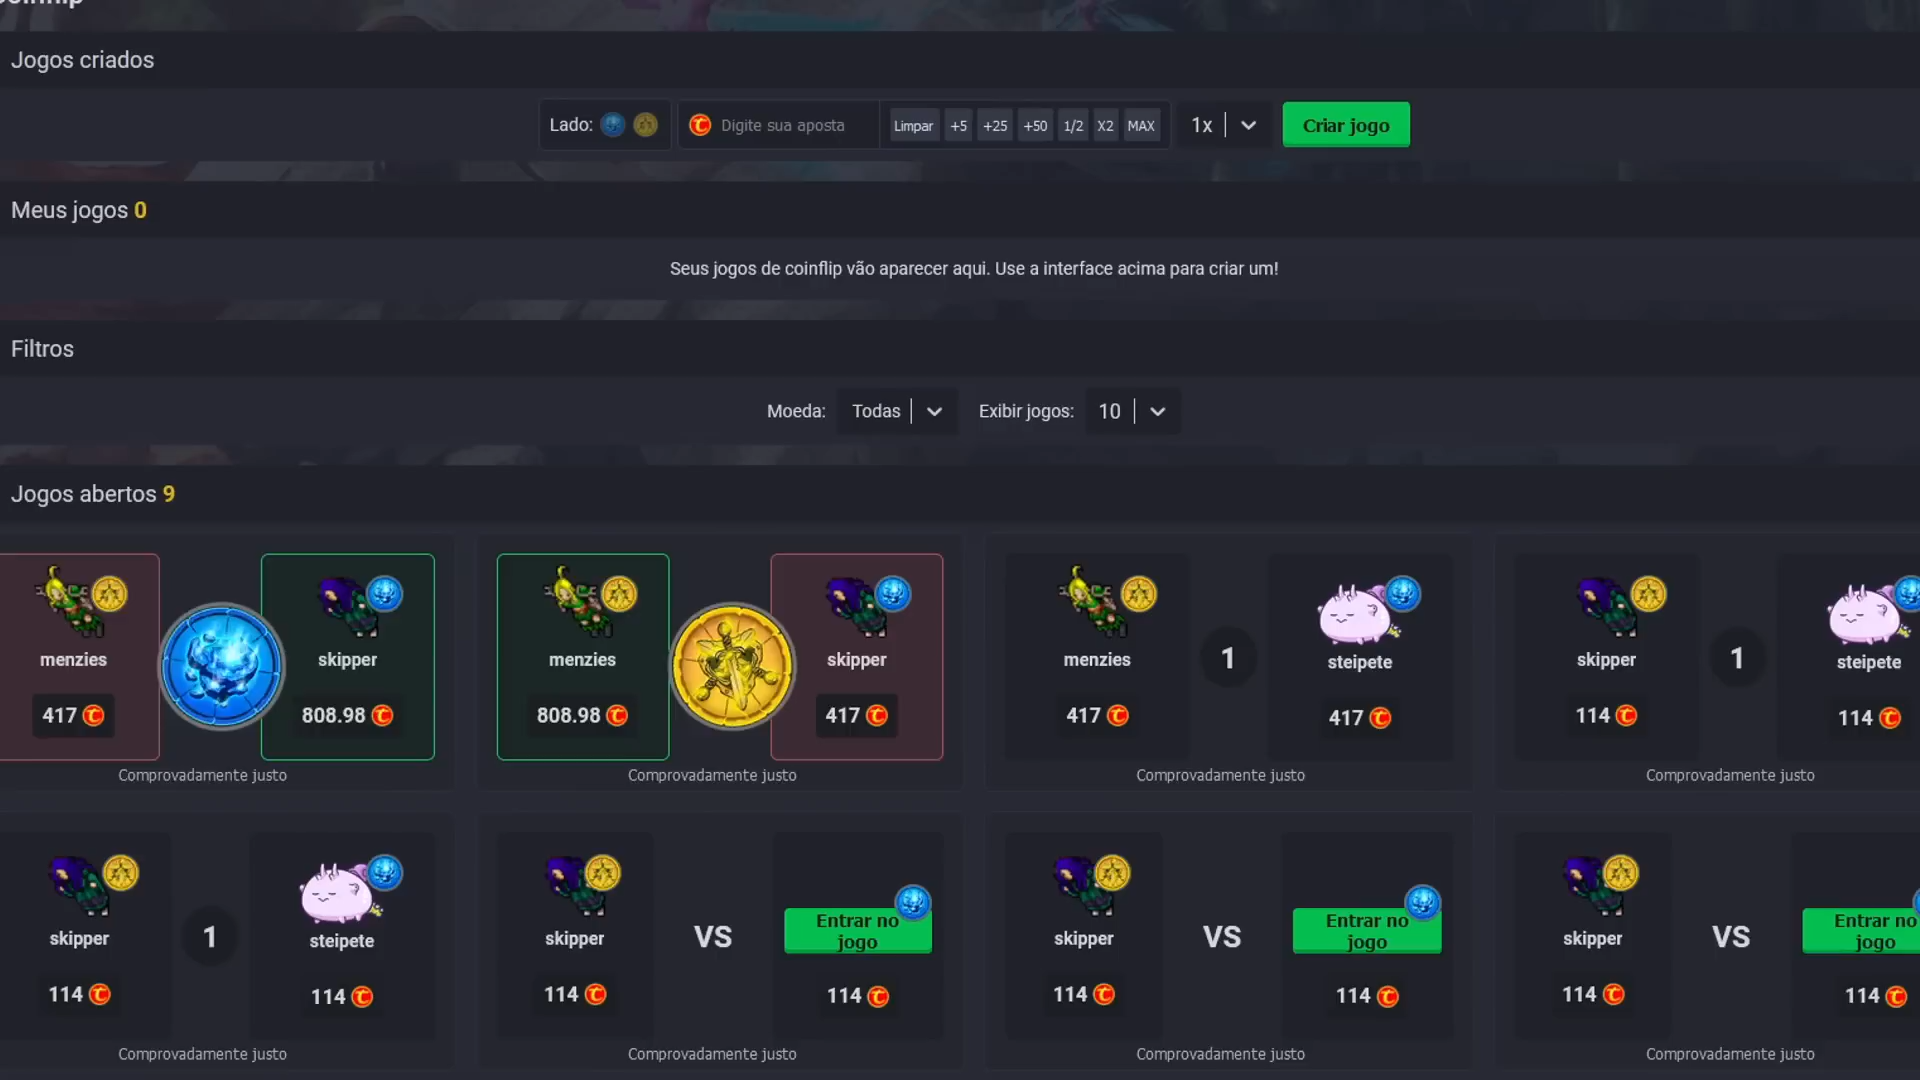 Coinflip
Jogos criados
Lado:
Digite sua aposta
Limpar +5 +25 +50 1/2 X2 MAX
1x
Criar jogo
Meus jogos 0
Seus jogos de coinflip vão aparecer aqui. Use a interface acima para criar um!
Filtros
Moeda: Todas Exibir jogos: 10
Jogos abertos 9
menzies
417
skipper
808.98
Comprovadamente justo
menzies
808.98
skipper
417
Comprovadamente justo
menzies
417
1
steipete
417
Comprovadamente justo
skipper
114
1
steipete
114
Comprovadamente justo
skipper
114
1
steipete
114
Comprovadamente justo
skipper
114
VS
Entrar no
jogo
114
Comprovadamente justo
skipper
114
VS
Entrar no
jogo
114
Comprovadamente justo
skipper
114
VS
Entrar no
jogo
114
Comprovadamente justo